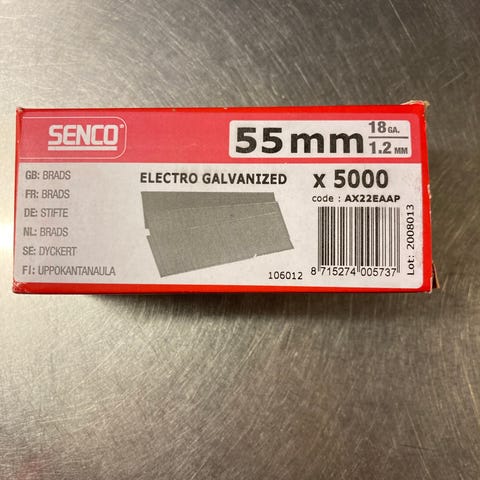 SENCO®
55mm 18 GA.
1.2 MM
GB: BRADS
FR: BRADS
DE: STIFTE
NL: BRADS
SE: DYCKERT
FI: UPPOKANTANAULA
ELECTRO GALVANIZED
x 5000
code : AX22EAAP
106012
8 715274 005737
Lot: 2008013